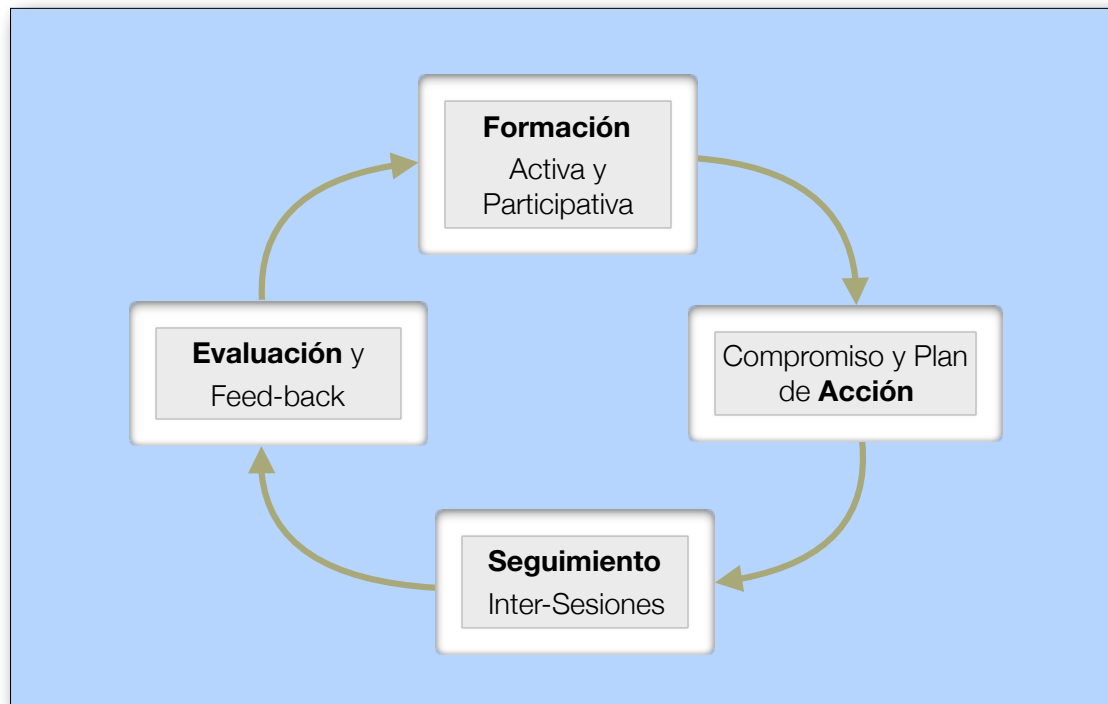 Formación
Activa y
Participativa
Compromiso y Plan
de Acción
Seguimiento
Inter-Sesiones
Evaluación y
Feed-back